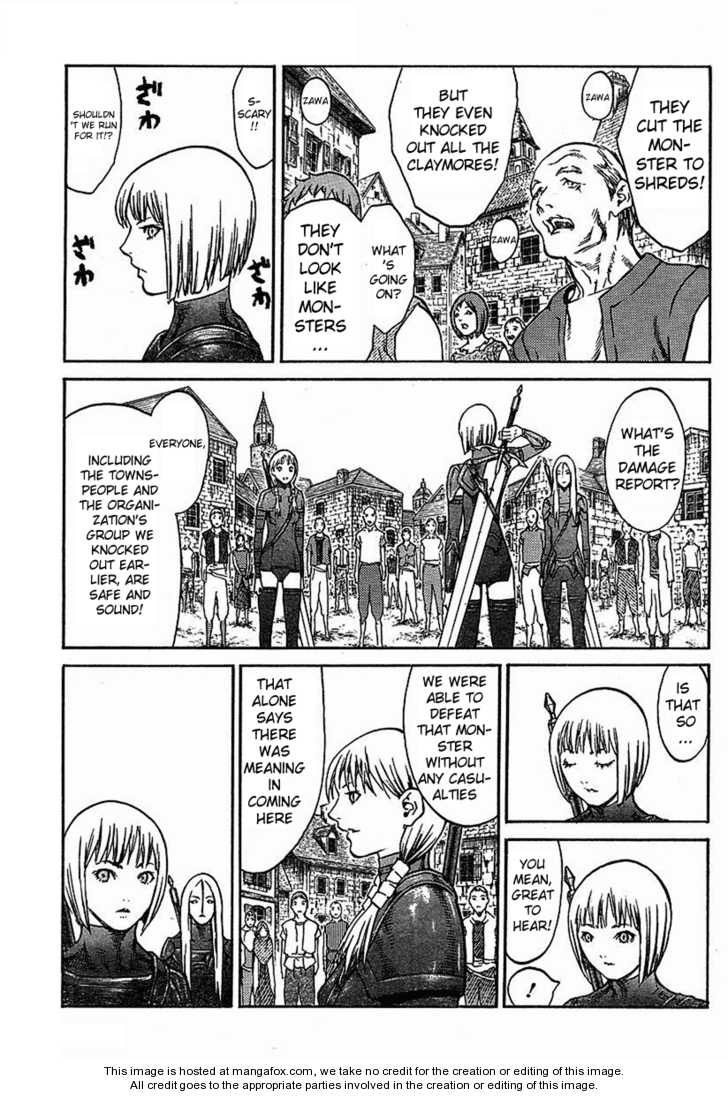 THEY
CUT THE
MON-
STER TO
SHREDS!
BUT
THEY EVEN
KNOCKED
OUT ALL THE
CLAYMORES!
ZAWA
ZAWA
ZAWA
WHAT
'S
GOING
ON?
THEY
DON'T
LOOK
LIKE
MON-
STERS
...
S-
SCARY
!!
SHOULDN
'T WE RUN
FOR IT!?
ざわ
ざわ
ざわ
WHAT'S
THE
DAMAGE
REPORT?
EVERYONE,
INCLUDING
THE TOWNS-
PEOPLE AND
THE ORGANI-
ZATION'S
GROUP WE
KNOCKED
OUT EAR-
LIER, ARE
SAFE AND
SOUND!
IS
THAT
SO
...
YOU
MEAN,
GREAT
TO
HEAR!
!
WE WERE
ABLE TO
DEFEAT
THAT MON-
STER
WITHOUT
ANY CASU-
ALTIES
THAT
ALONE
SAYS
THERE
WAS
MEANING
IN
COMING
HERE
This image is hosted at mangafox.com, we take no credit for the creation or editing of this image.
All credit goes to the appropriate parties involved in the creation or editing of this image.